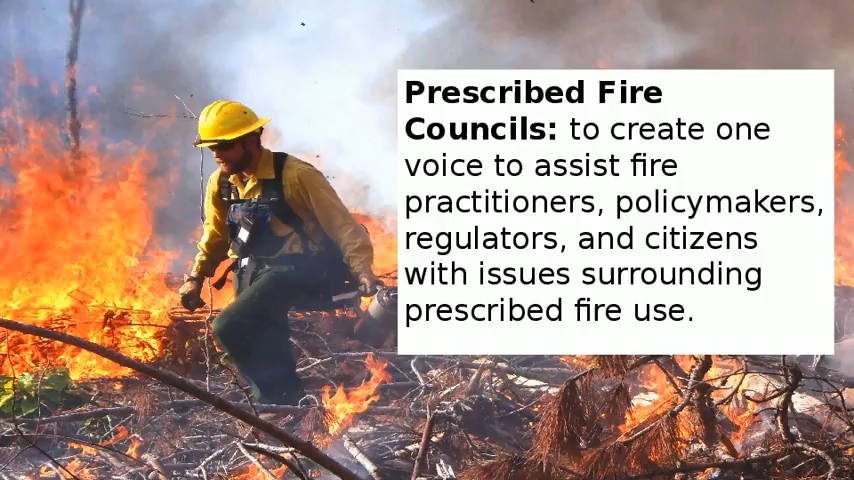 Prescribed Fire
Councils: to create one
voice to assist fire
practitioners, policymakers,
regulators, and citizens
with issues surrounding
prescribed fire use.